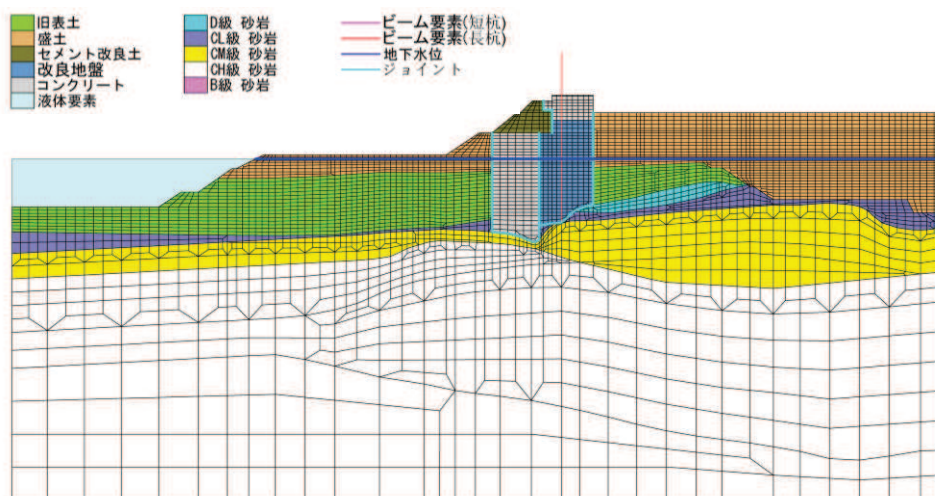 旧表土
盛土
セメント改良土
改良地盤
コンクリート
液体要素
D級 砂岩
CL級 砂岩
CM級 砂岩
CH級 砂岩
B級 砂岩
ビーム要素(短杭)
ビーム要素(長杭)
地下水位
ジョイント